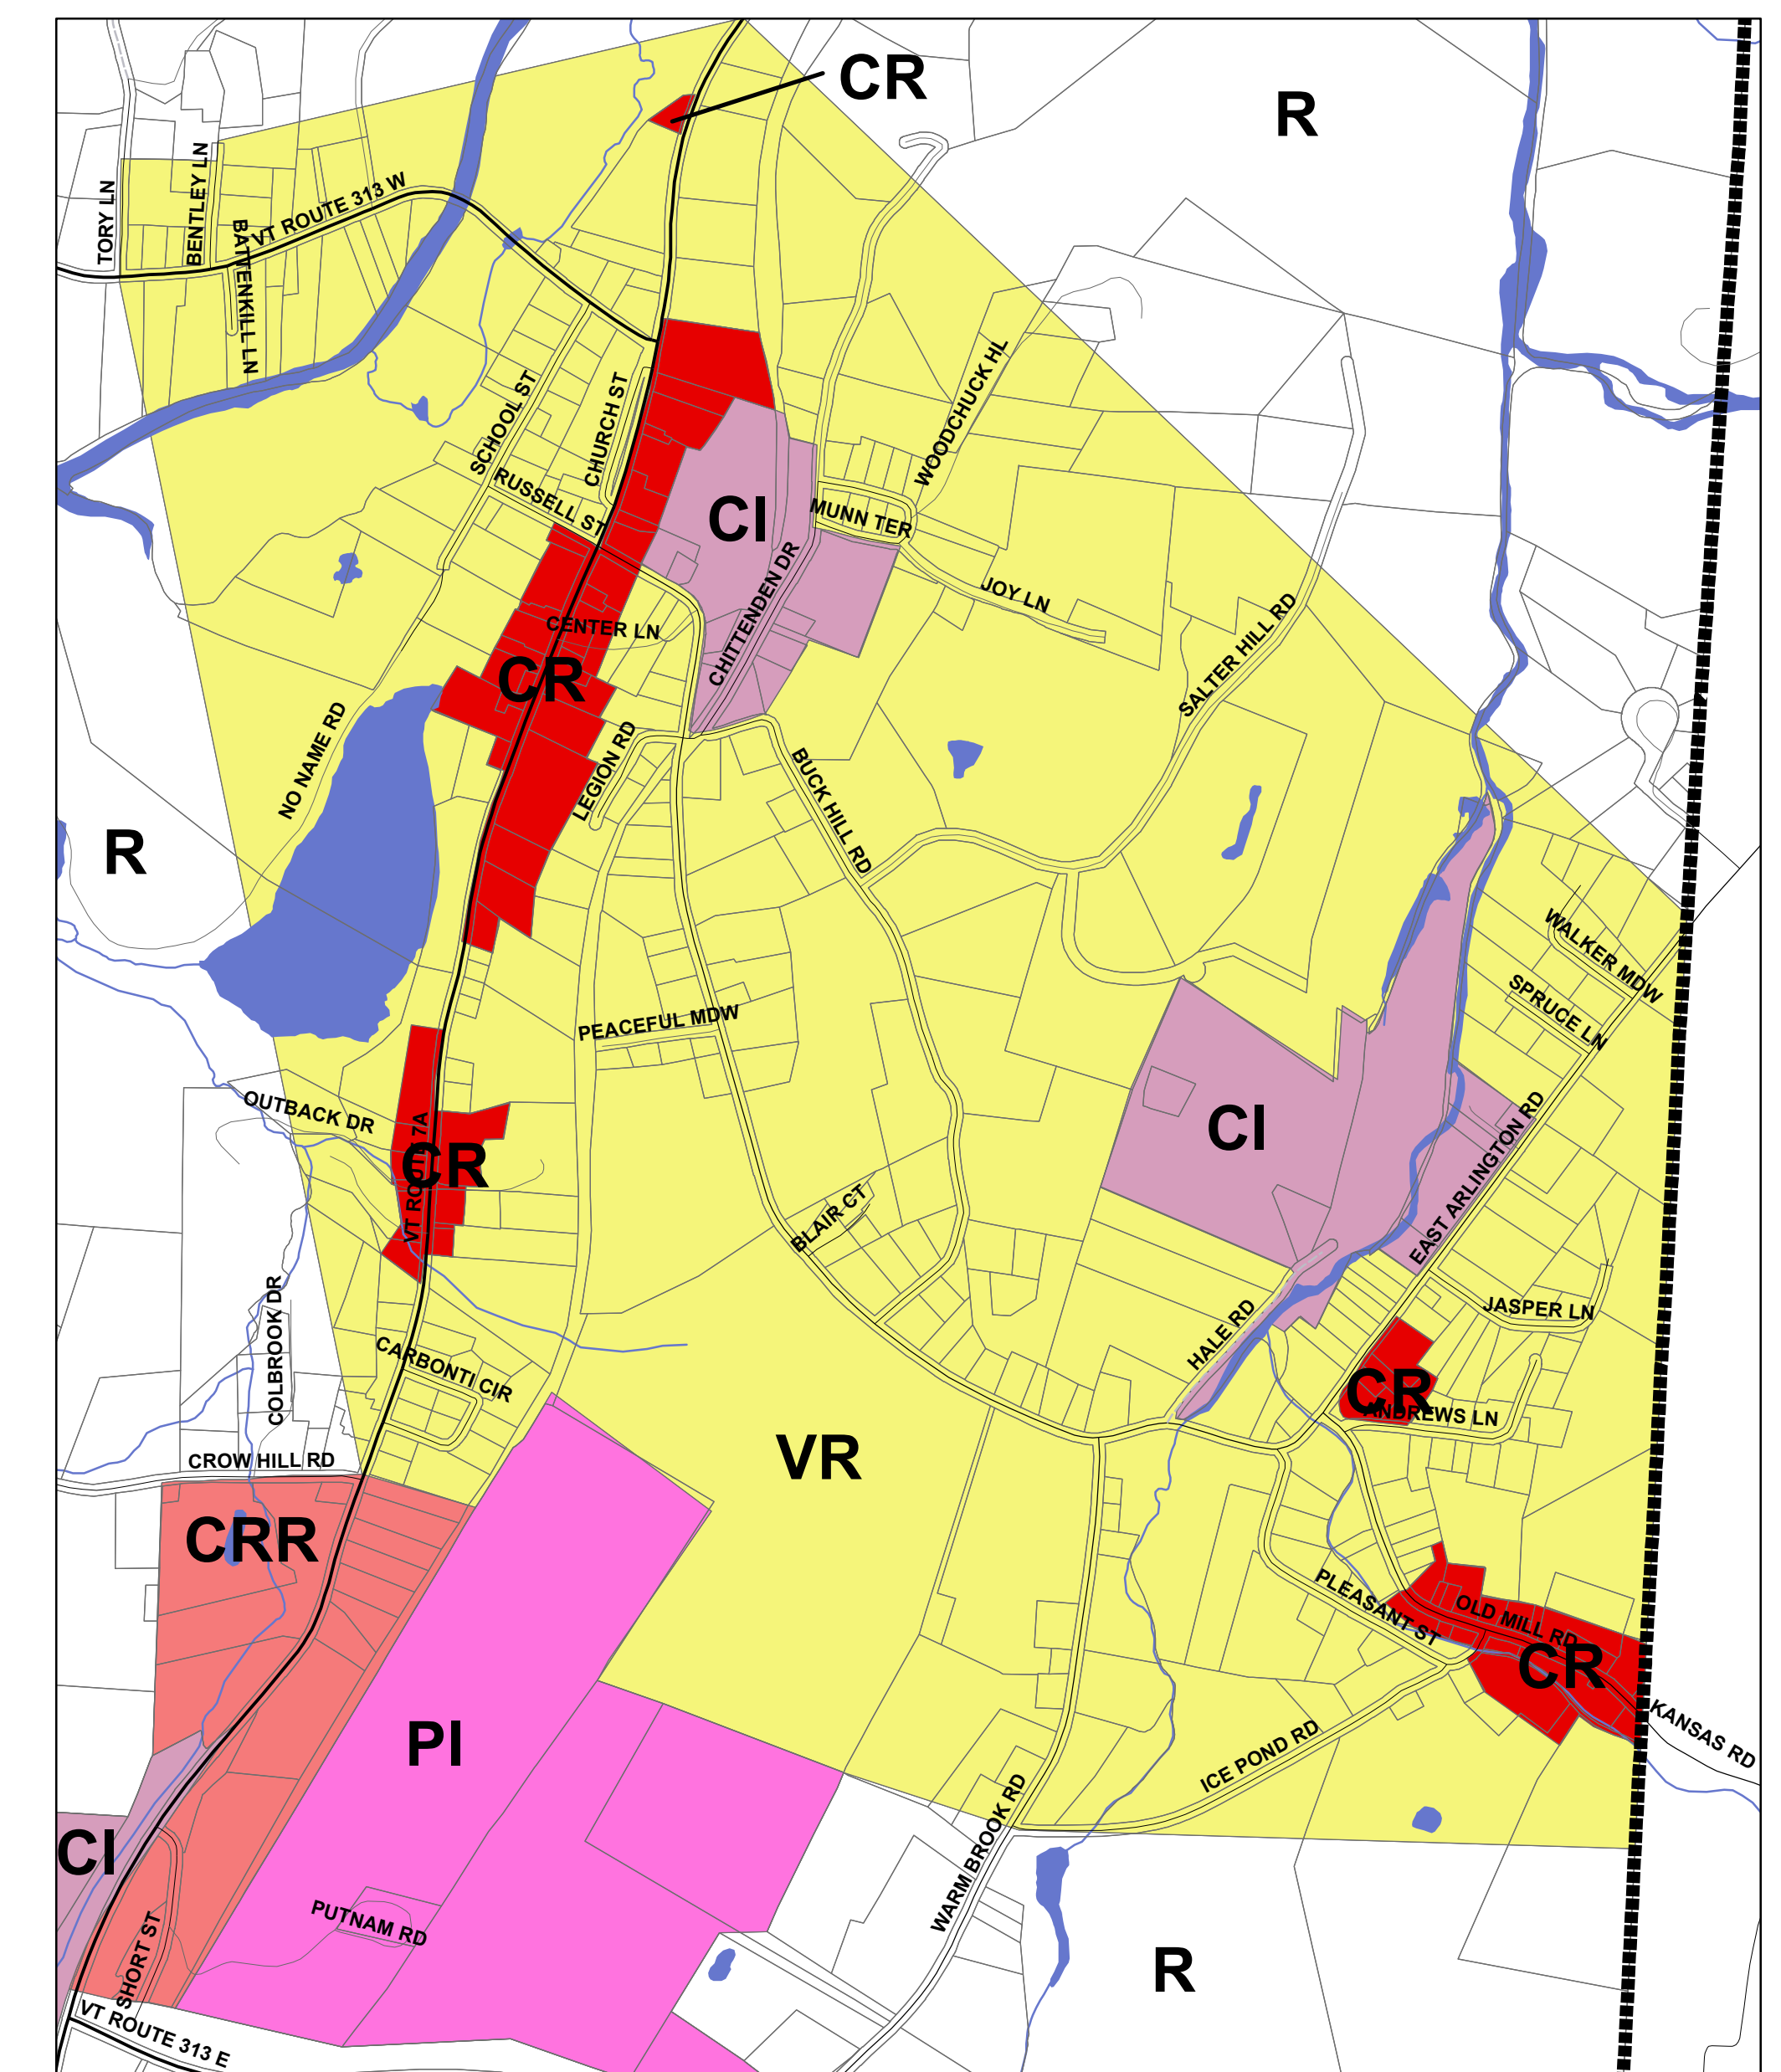 CR
R
TORY LN
BENTLEY LN
BATTENKILL LN
VT ROUTE 313 W
SCHOOL ST
CHURCH ST
RUSSELL ST
WOODCHUCK HL
CI
MUNN TER
CHITTENDEN DR
JOY LN
CENTER LN
CR
SALTER HILL RD
NO NAME RD
LEGION RD
BUCK HILL RD
R
WALKER MDW
SPRUCE LN
PEACEFUL MDW
OUTBACK DR
VT ROUTE 7A
CR
CI
EAST ARLINGTON RD
BLAIR CT
COLBROOK DR
CARBONTI CIR
HALE RD
JASPER LN
CR
ANDREWS LN
CROW HILL RD
VR
CRR
PLEASANT ST
OLD MILL RD
CR
KANSAS RD
PI
ICE POND RD
WARM BROOK RD
CI
PUTNAM RD
SHORT ST
R
VT ROUTE 313 E